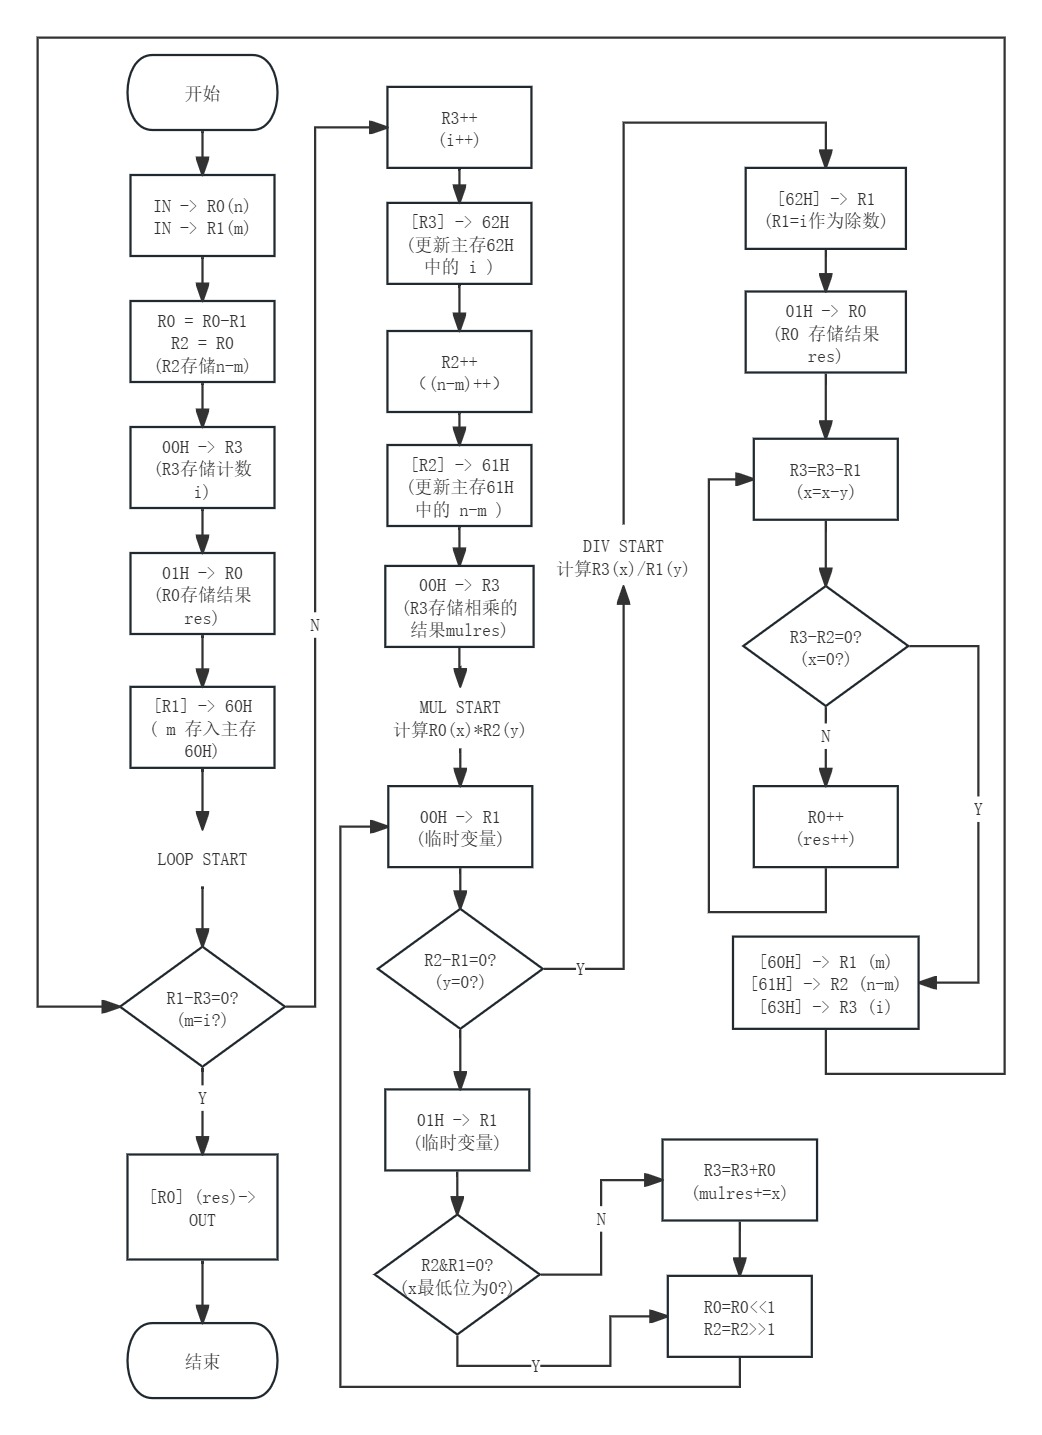 开始
IN -> R0(n)
IN -> R1(m)
R0 = R0-R1
R2 = R0
(R2存储n-m)
00H -> R3
(R3存储计数
i)
01H -> R0
(R0存储结果
res)
[R1] -> 60H
( m 存入主存
60H)
LOOP START
R1-R3=0?
(m=i?)
Y
[R0] (res)->
OUT
结束
N
R3++
(i++)
[R3] -> 62H
(更新主存62H
中的 i )
R2++
（(n-m)++）
[R2] -> 61H
(更新主存61H
中的 n-m )
00H -> R3
(R3存储相乘的
结果mulres)
MUL START
计算R0(x)*R2(y)
00H -> R1
(临时变量)
R2-R1=0?
(y=0?)
Y
01H -> R1
(临时变量)
R2&R1=0?
(x最低位为0?)
N
Y
R3=R3+R0
(mulres+=x)
R0=R0<<1
R2=R2>>1
DIV START
计算R3(x)/R1(y)
[62H] -> R1
(R1=i作为除数)
01H -> R0
(R0 存储结果
res)
R3=R3-R1
(x=x-y)
R3-R2=0?
(x=0?)
N
R0++
(res++)
Y
[60H] -> R1 (m)
[61H] -> R2 (n-m)
[63H] -> R3 (i)